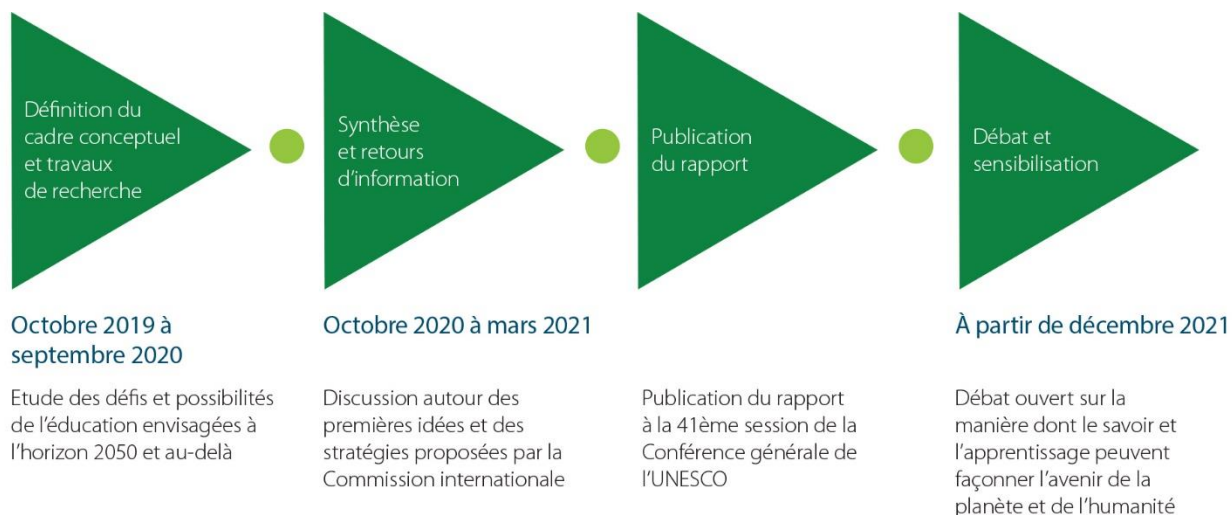 Définition du
cadre conceptuel
et travaux
de recherche
Synthèse
et retours
d'information
Publication
du rapport
Débat et
sensibilisation
Octobre 2019 à
septembre 2020
Octobre 2020 à mars 2021
À partir de décembre 2021
Etude des défis et possibilités
de l'éducation envisagées à
l'horizon 2050 et au-delà
Discussion autour des
premières idées et des
stratégies proposées par la
Commission internationale
Publication du rapport
à la 41ème session de la
Conférence générale de
l'UNESCO
Débat ouvert sur la
manière dont le savoir et
l'apprentissage peuvent
façonner l'avenir de la
planète et de l'humanité